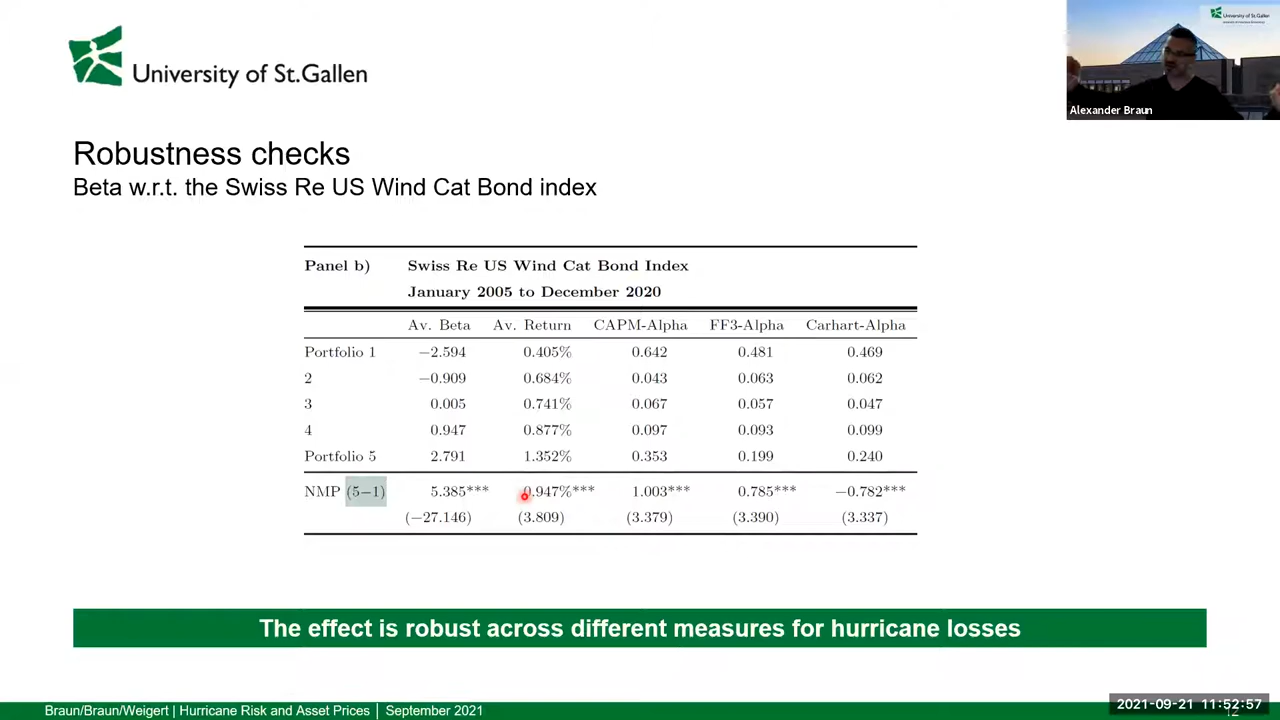 University of St.Gallen
University of St.Gallen
Alexander Braun
Robustness checks
Beta w.r.t. the Swiss Re US Wind Cat Bond index
Panel b) Swiss Re US Wind Cat Bond Index
January 2005 to December 2020
Av. Beta Av. Return CAPM-Alpha FF3-Alpha Carhart-Alpha
Portfolio 1 −2.594 0.405% 0.642 0.481 0.469
2 −0.909 0.684% 0.043 0.063 0.062
3 0.005 0.741% 0.067 0.057 0.047
4 0.947 0.877% 0.097 0.093 0.099
Portfolio 5 2.791 1.352% 0.353 0.199 0.240
NMP (5−1) 5.385*** 0.947%*** 1.003*** 0.785*** −0.782***
(−27.146) (3.809) (3.379) (3.390) (3.337)
The effect is robust across different measures for hurricane losses
Braun/Braun/Weigert | Hurricane Risk and Asset Prices | September 2021
2021-09-21 11:52:57